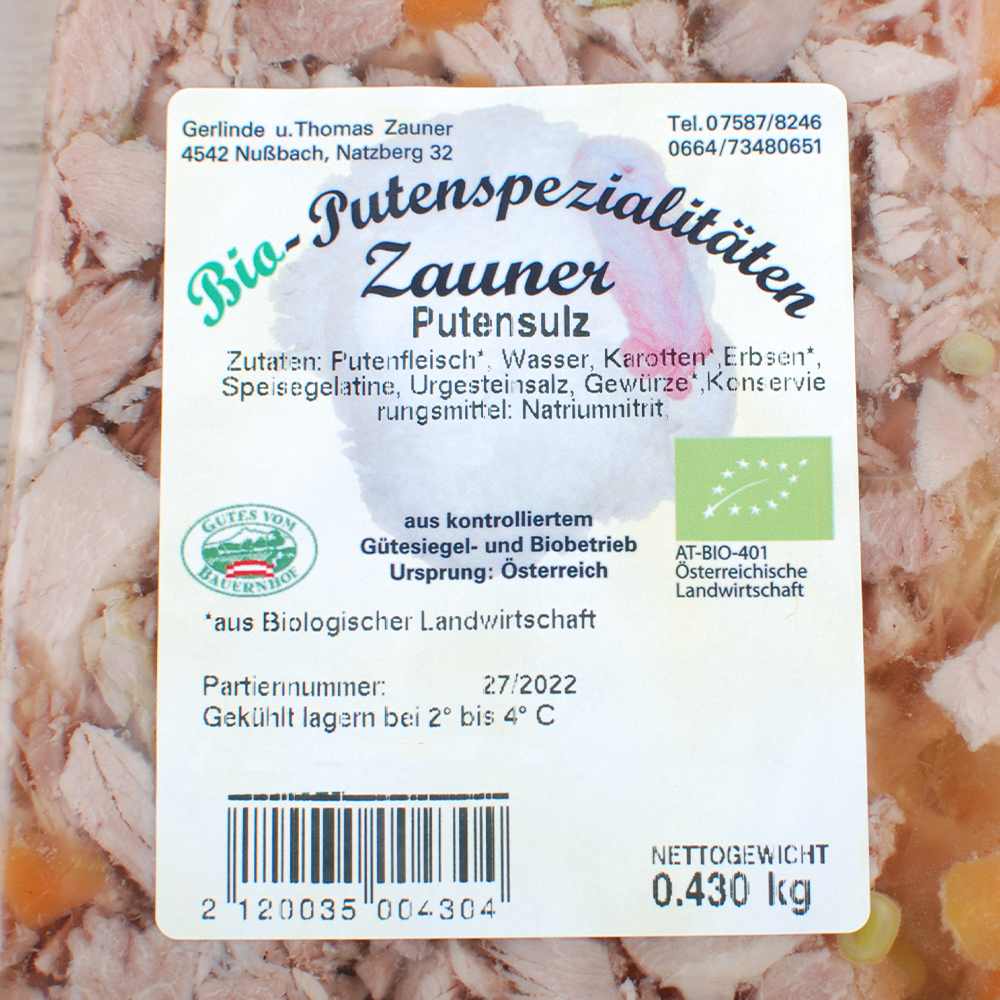 Gerlinde u. Thomas Zauner
4542 Nußbach, Natzberg 32
Tel. 07587/8246
0664/73480651
Bio-Putenspezialitäten
Zauner
Putensulz
Zutaten: Putenfleisch*, Wasser, Karotten*,Erbsen*,
Speisegelatine, Urgesteinsalz, Gewürze*,Konservie
rungsmittel: Natriumnitrit,
GUTES VOM
BAUERNHOF
aus kontrolliertem
Gütesiegel- und Biobetrieb
Ursprung: Österreich
AT-BIO-401
Österreichische
Landwirtschaft
*aus Biologischer Landwirtschaft
Partiennummer: 27/2022
Gekühlt lagern bei 2° bis 4° C
2 120035 004304
NETTOGEWICHT
0.430 kg